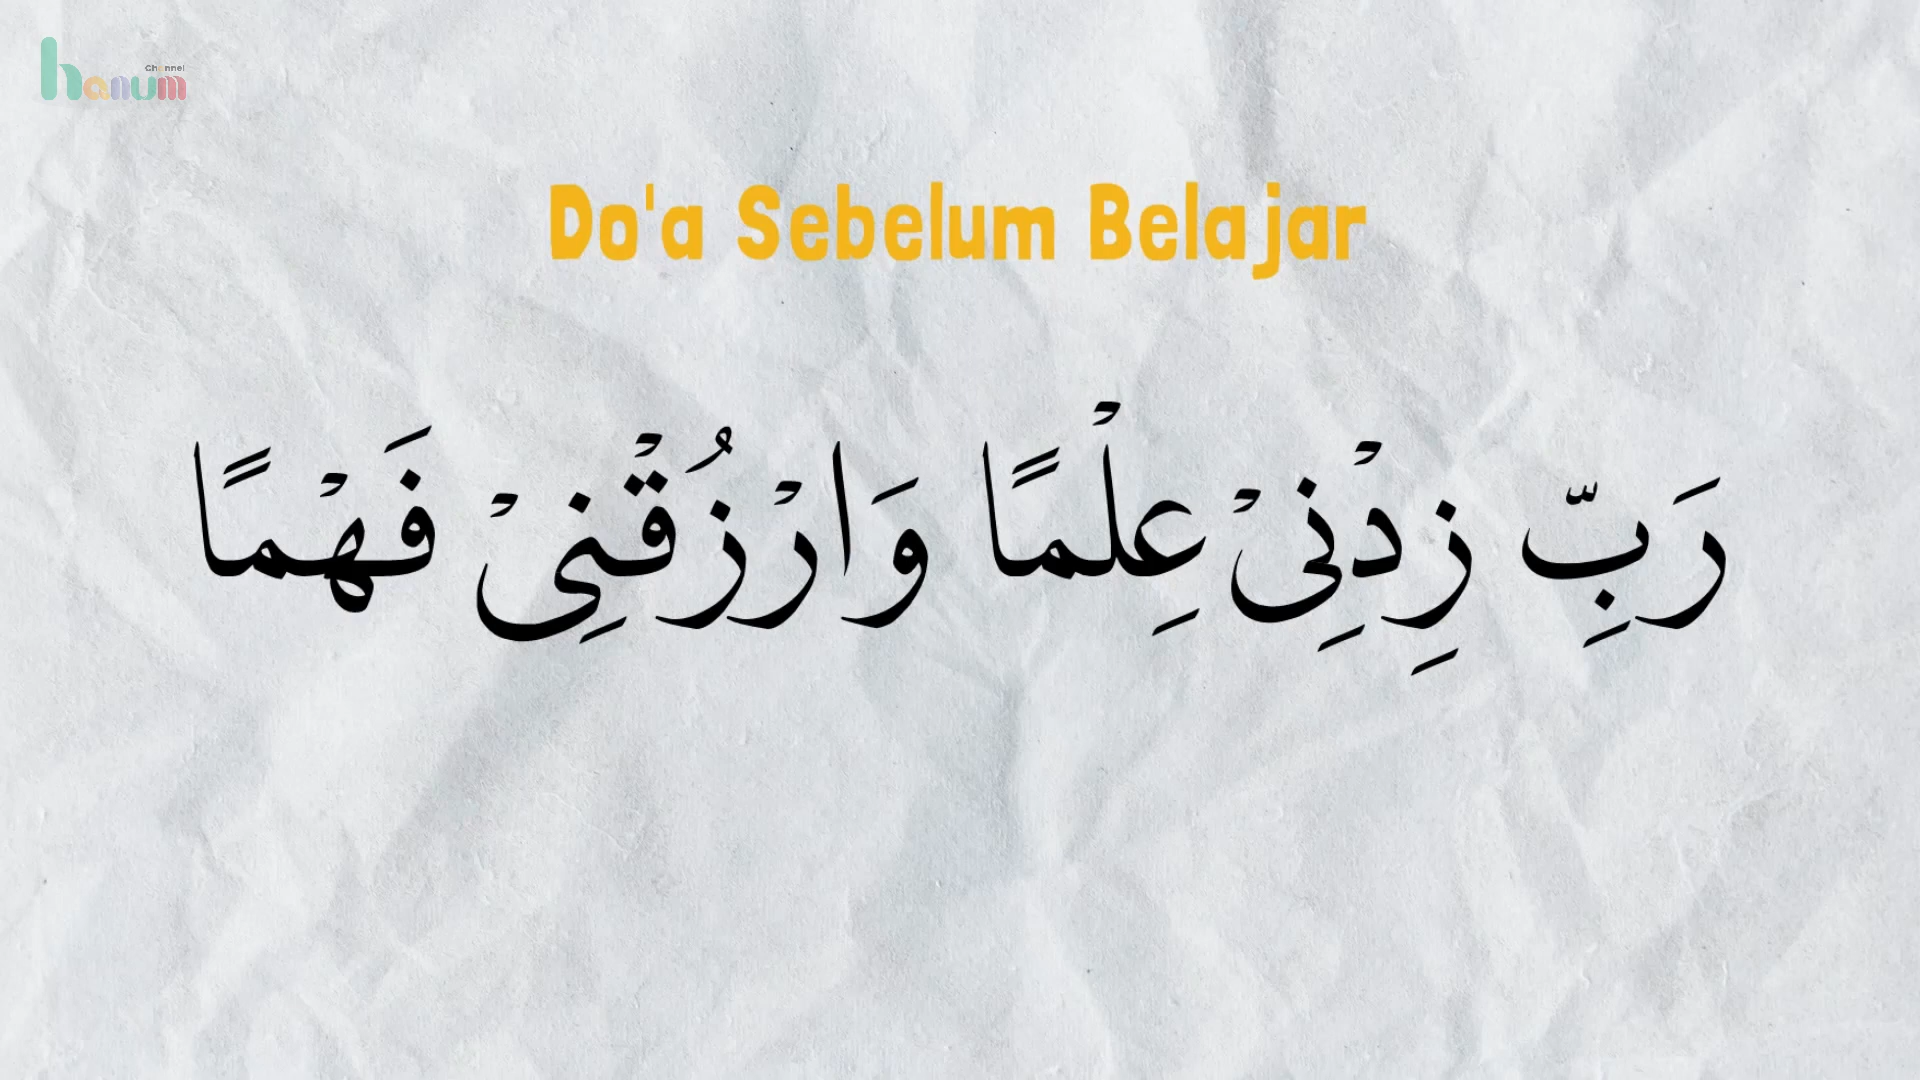 Channel
hanum
Do'a Sebelum Belajar
رَبِّ زِدْنِيْ عِلْمًا وَارْزُقْنِيْ فَهْمًا